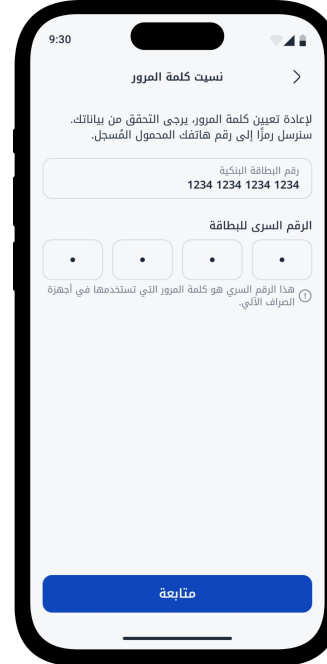 9:30
نسيت كلمة المرور
لإعادة تعيين كلمة المرور، يرجى التحقق من بياناتك.
سنرسل رمزًا إلى رقم هاتفك المحمول المُسجل.
رقم البطاقة البنكية
1234 1234 1234 1234
الرقم السرى للبطاقة
هذا الرقم السري هو كلمة المرور التي تستخدمها في أجهزة
الصراف الآلي.
متابعة